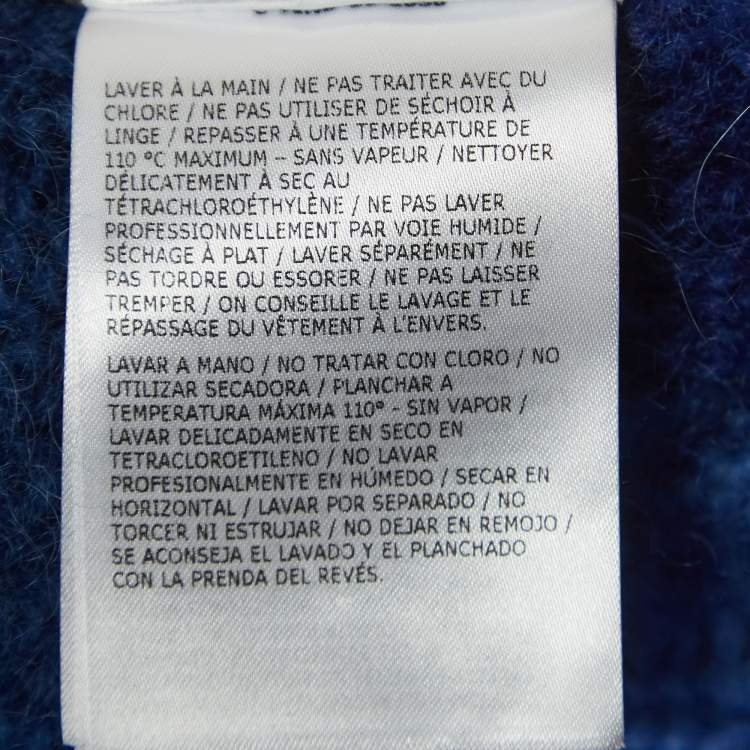 LAVER À LA MAIN / NE PAS TRAITER AVEC DU
CHLORE / NE PAS UTILISER DE SÉCHOIR À
LINGE / REPASSER À UNE TEMPÉRATURE DE
110 °C MAXIMUM – SANS VAPEUR / NETTOYER
DÉLICATEMENT À SEC AU
TÉTRACHLOROÉTHYLÈNE / NE PAS LAVER
PROFESSIONNELLEMENT PAR VOIE HUMIDE /
SÉCHAGE À PLAT / LAVER SÉPARÉMENT / NE
PAS TORDRE OU ESSORER / NE PAS LAISSER
TREMPER / ON CONSEILLE LE LAVAGE ET LE
RÉPASSAGE DU VÊTEMENT À L'ENVERS.
LAVAR A MANO / NO TRATAR CON CLORO / NO
UTILIZAR SECADORA / PLANCHAR A
TEMPERATURA MÁXIMA 110° - SIN VAPOR /
LAVAR DELICADAMENTE EN SECO EN
TETRACLOROETILENO / NO LAVAR
PROFESIONALMENTE EN HÚMEDO / SECAR EN
HORIZONTAL / LAVAR POR SEPARADO / NO
TORCER NI ESTRUJAR / NO DEJAR EN REMOJO /
SE ACONSEJA EL LAVADO Y EL PLANCHADO
CON LA PRENDA DEL REVÉS.